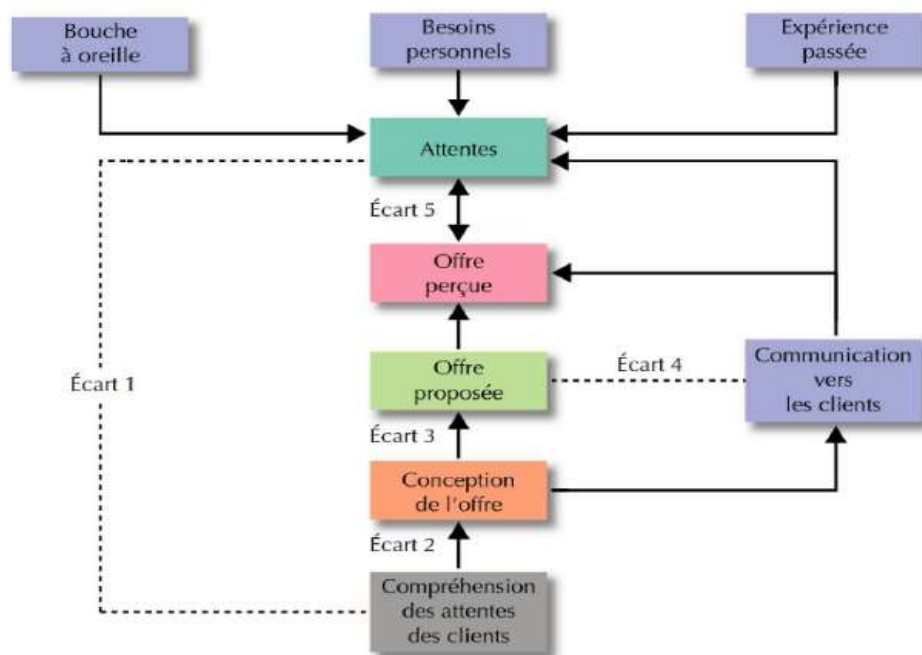 Bouche
à oreille
Besoins
personnels
Expérience
passée
Attentes
Écart 5
Offre
perçue
Écart 1
Offre
proposée
Écart 4
Communication
vers
les clients
Écart 3
Conception
de l'offre
Écart 2
Compréhension
des attentes
des clients